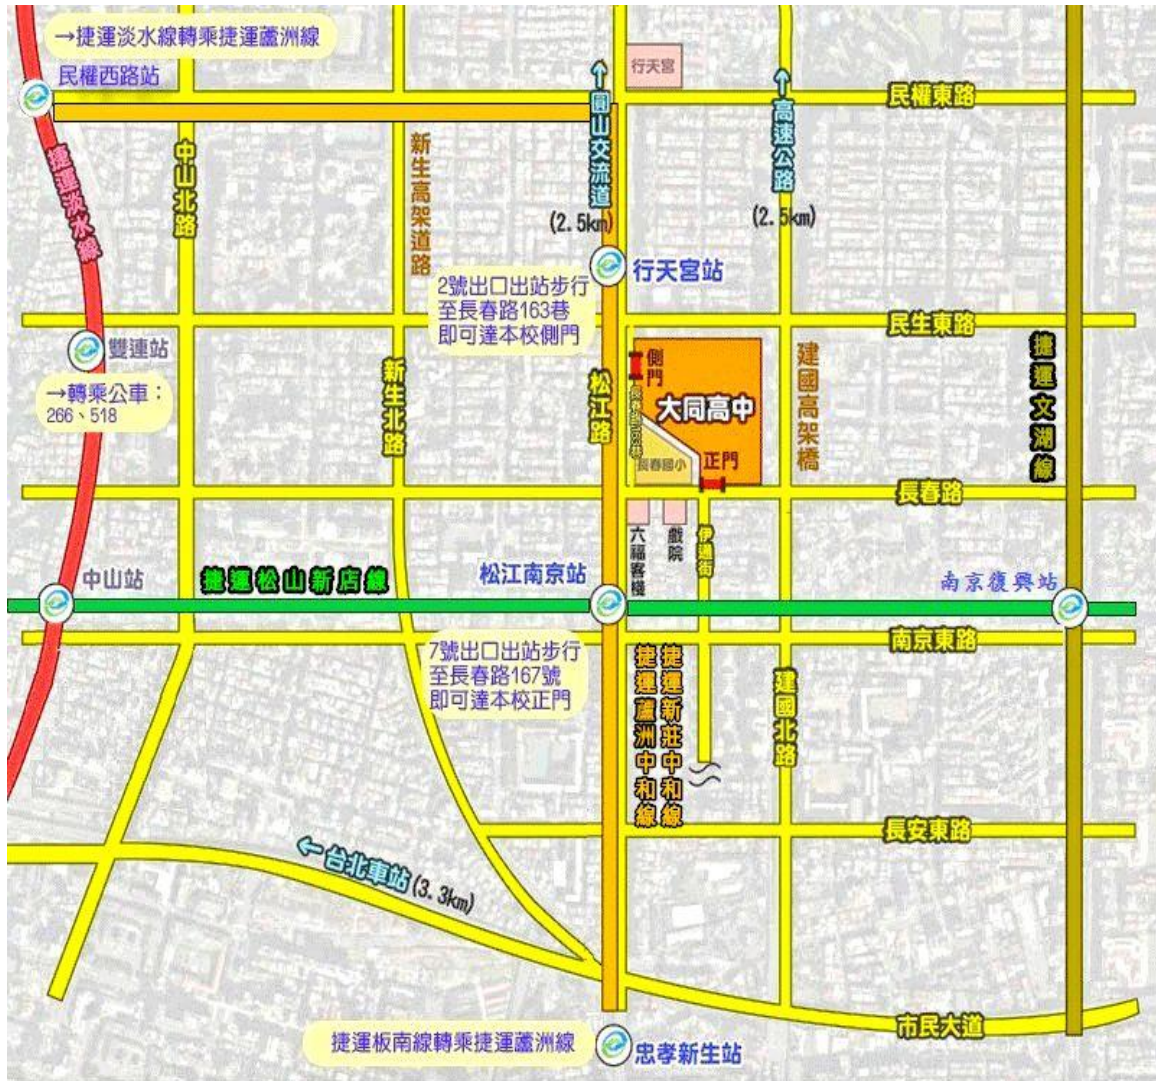 →捷運淡水線轉乘捷運蘆洲線
民權西路站
行天宮
民權東路
↑圓山交流道
(2.5km)
↑高速公路
(2.5km)
捷運淡水線
中山北路
新生高架道路
行天宮站
2號出口出站步行
至長春路163巷
即可達本校側門
民生東路
雙連站
→轉乘公車：
266、518
新生北路
松江路
側門
長春路163巷
大同高中
長春國小
正門
建國高架橋
捷運文湖線
長春路
六福客棧
戲院
伊通街
中山站
捷運松山新店線
松江南京站
南京復興站
南京東路
7號出口出站步行
至長春路167號
即可達本校正門
捷運蘆洲中和線
捷運新莊中和線
建國北路
長安東路
←台北車站(3.3km)
市民大道
捷運板南線轉乘捷運蘆洲線
忠孝新生站